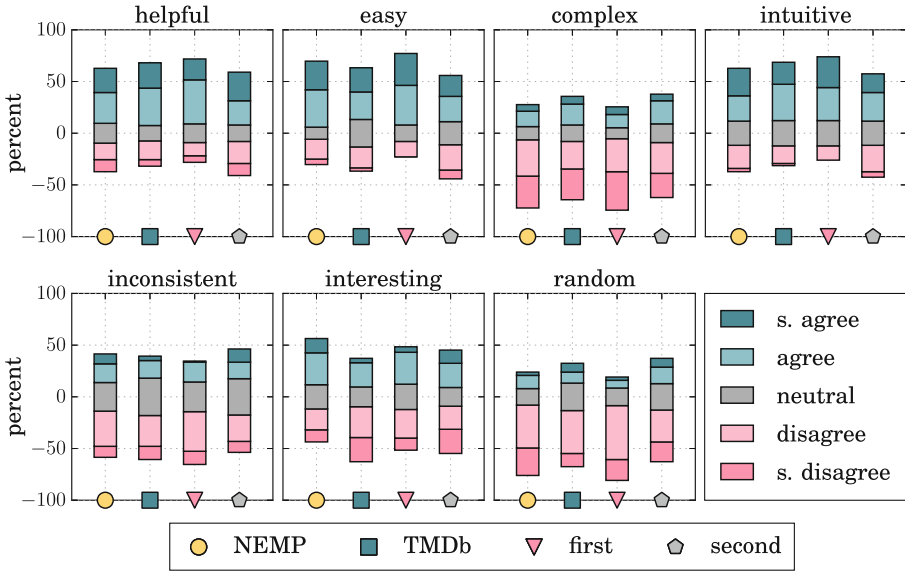 helpful easy complex intuitive
100
50
0
−50
−100
percent
inconsistent interesting random
100
50
0
−50
−100
percent
s. agree
agree
neutral
disagree
s. disagree
NEMP TMDb first second